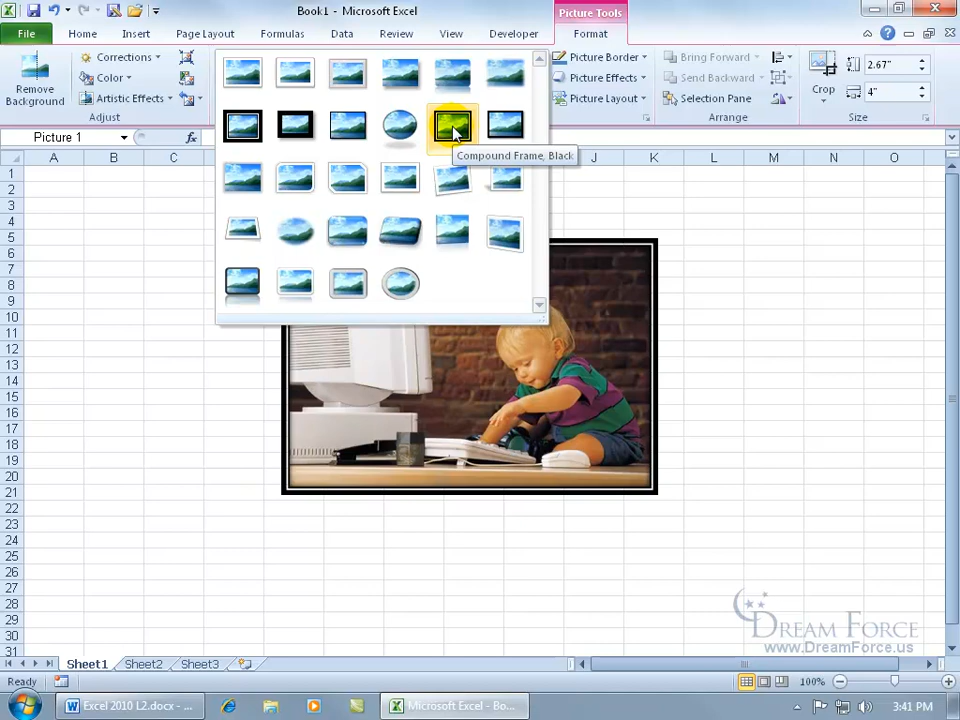 Book1 - Microsoft Excel
Picture Tools
File
Home
Insert
Page Layout
Formulas
Data
Review
View
Developer
Format
Remove Background
Corrections
Color
Artistic Effects
Adjust
Picture Border
Picture Effects
Picture Layout
Bring Forward
Send Backward
Selection Pane
Arrange
Crop
2.67"
4"
Size
Picture 1
fx
Compound Frame, Black
A B C J K L M N O
1
2
3
4
5
6
7
8
9
10
11
12
13
14
15
16
17
18
19
20
21
22
23
24
25
26
27
28
29
30
31
DREAM FORCE
www.DreamForce.us
Sheet1 Sheet2 Sheet3
Ready
100%
Excel 2010 L2.docx - ...
Microsoft Excel - Bo...
3:41 PM